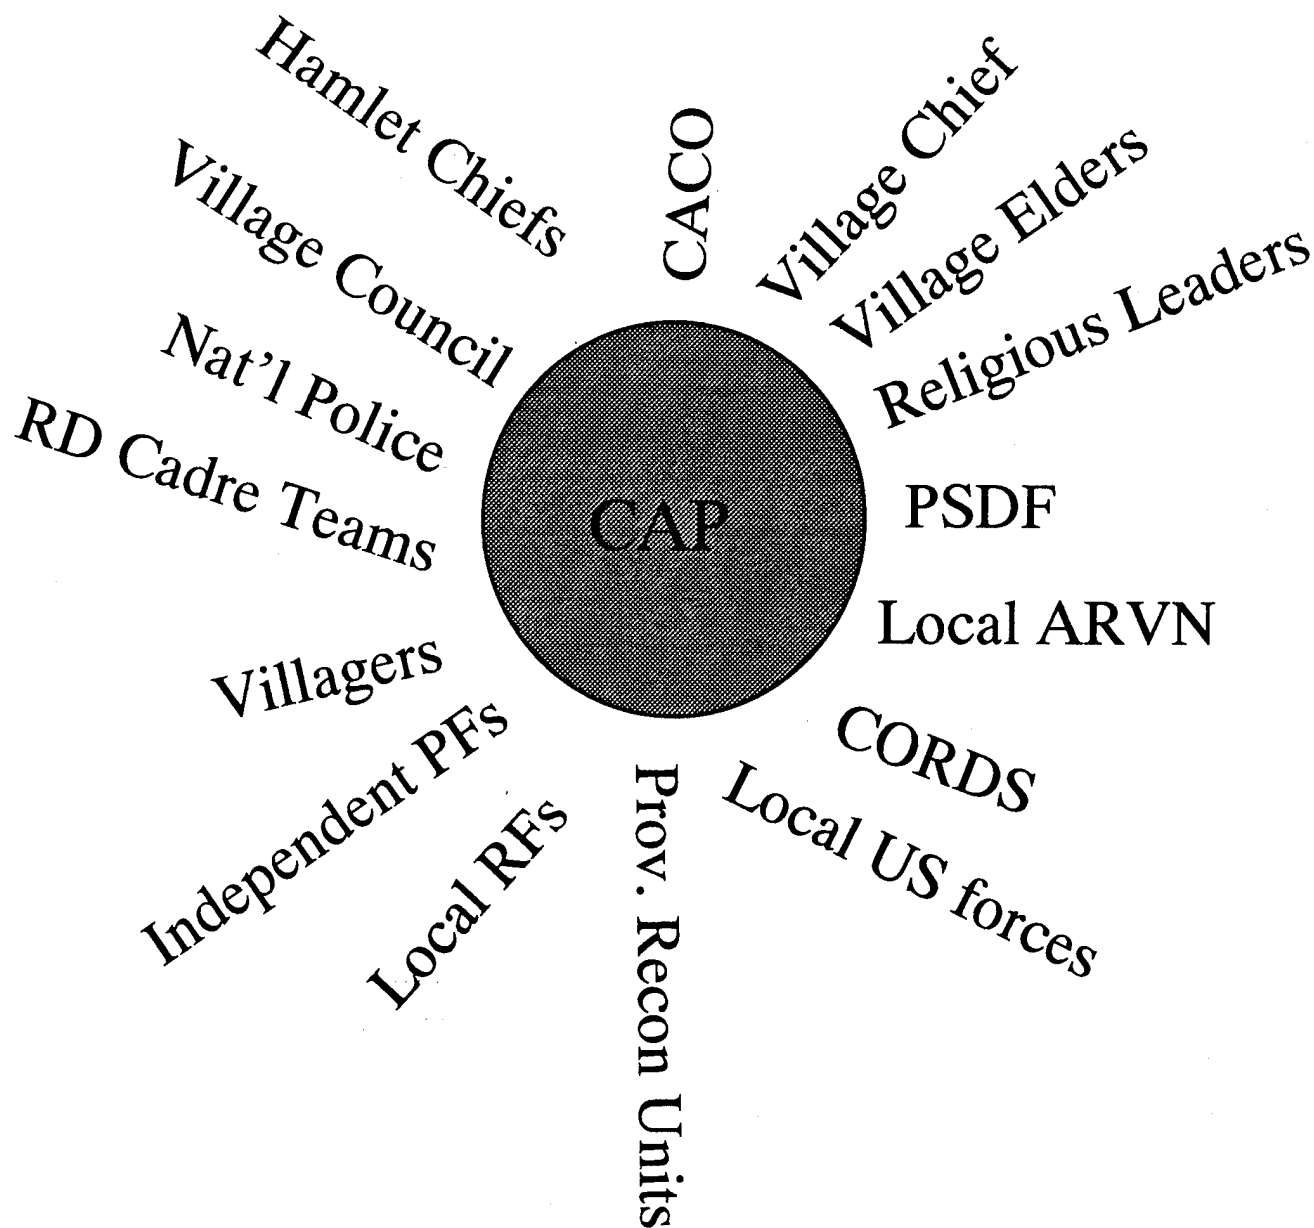 CACO
Village Chief
Village Elders
Religious Leaders
PSDF
Local ARVN
CORDS
Local US forces
Prov. Recon Units
Local RFs
Independent PFs
Villagers
RD Cadre Teams
Nat'l Police
Village Council
Hamlet Chiefs
CAP